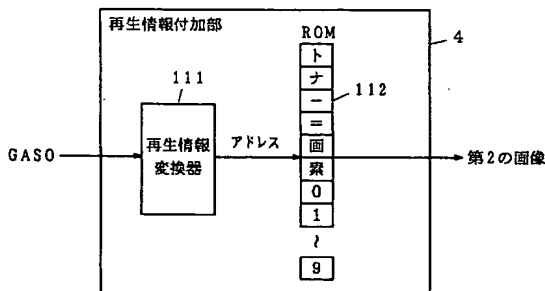 再生情報付加部
ROM
4
111
112
GASO
再生情報
変換器
アドレス
ト
ナ
ー
=
画
素
0
1
~
9
第2の画像